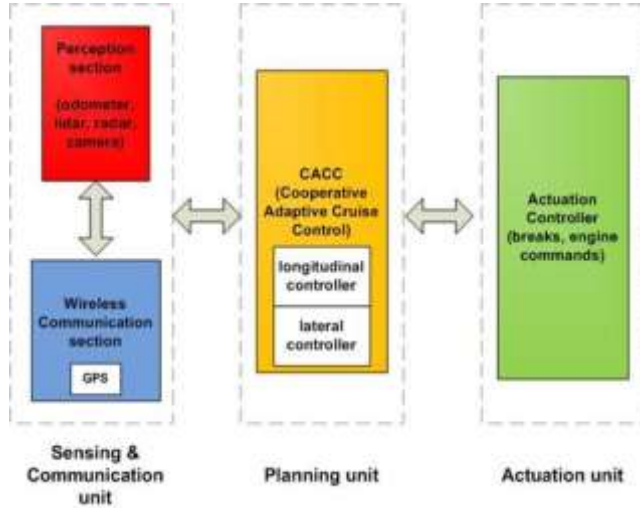 Perception
section
(odometer,
lidar, radar,
camera)
Wireless
Communication
section
GPS
CACC
(Cooperative
Adaptive Cruise
Control)
longitudinal
controller
lateral
controller
Actuation
Controller
(breaks, engine
commands)
Sensing &
Communication
unit
Planning unit
Actuation unit